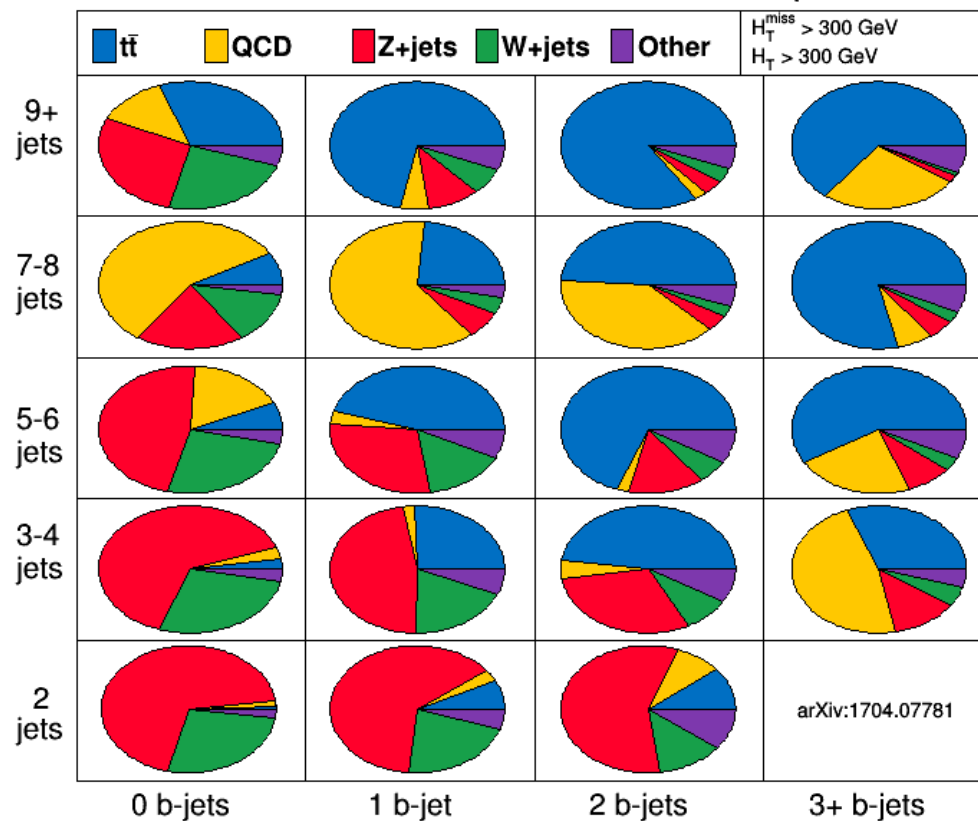 tt̄ QCD Z+jets W+jets Other
H_T^miss > 300 GeV
H_T > 300 GeV
9+
jets
7-8
jets
5-6
jets
3-4
jets
2
jets
arXiv:1704.07781
0 b-jets 1 b-jet 2 b-jets 3+ b-jets